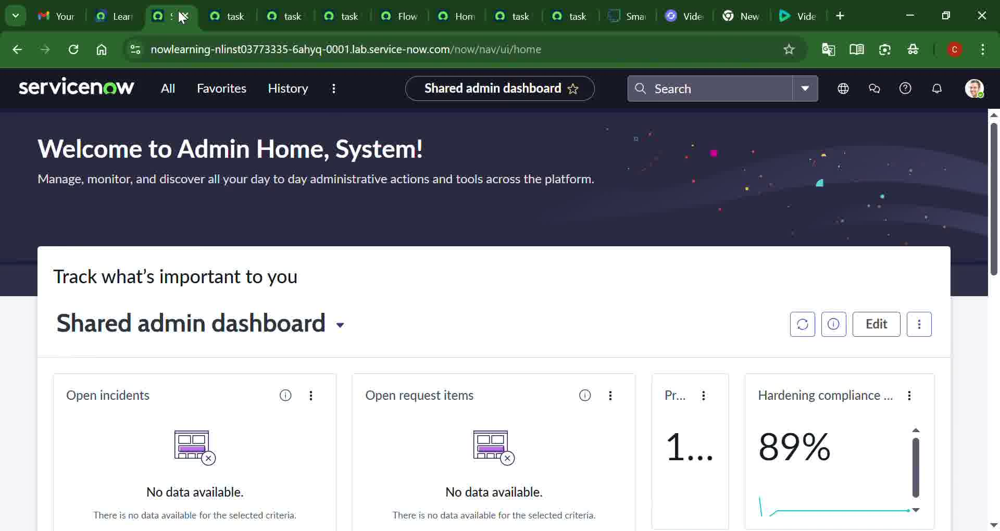 Your
Lear
S
task
task
task
Flow
Hom
task
task
Sma
Vide
New
Vide
nowlearning-nlinst03773335-6ahyq-0001.lab.service-now.com/now/nav/ui/home
C
servicenow
All
Favorites
History
Shared admin dashboard
Search
Welcome to Admin Home, System!
Manage, monitor, and discover all your day to day administrative actions and tools across the platform.
Track what's important to you
Shared admin dashboard
Edit
Open incidents
Open request items
Pr...
Hardening compliance ...
1...
89%
No data available.
No data available.
There is no data available for the selected criteria.
There is no data available for the selected criteria.